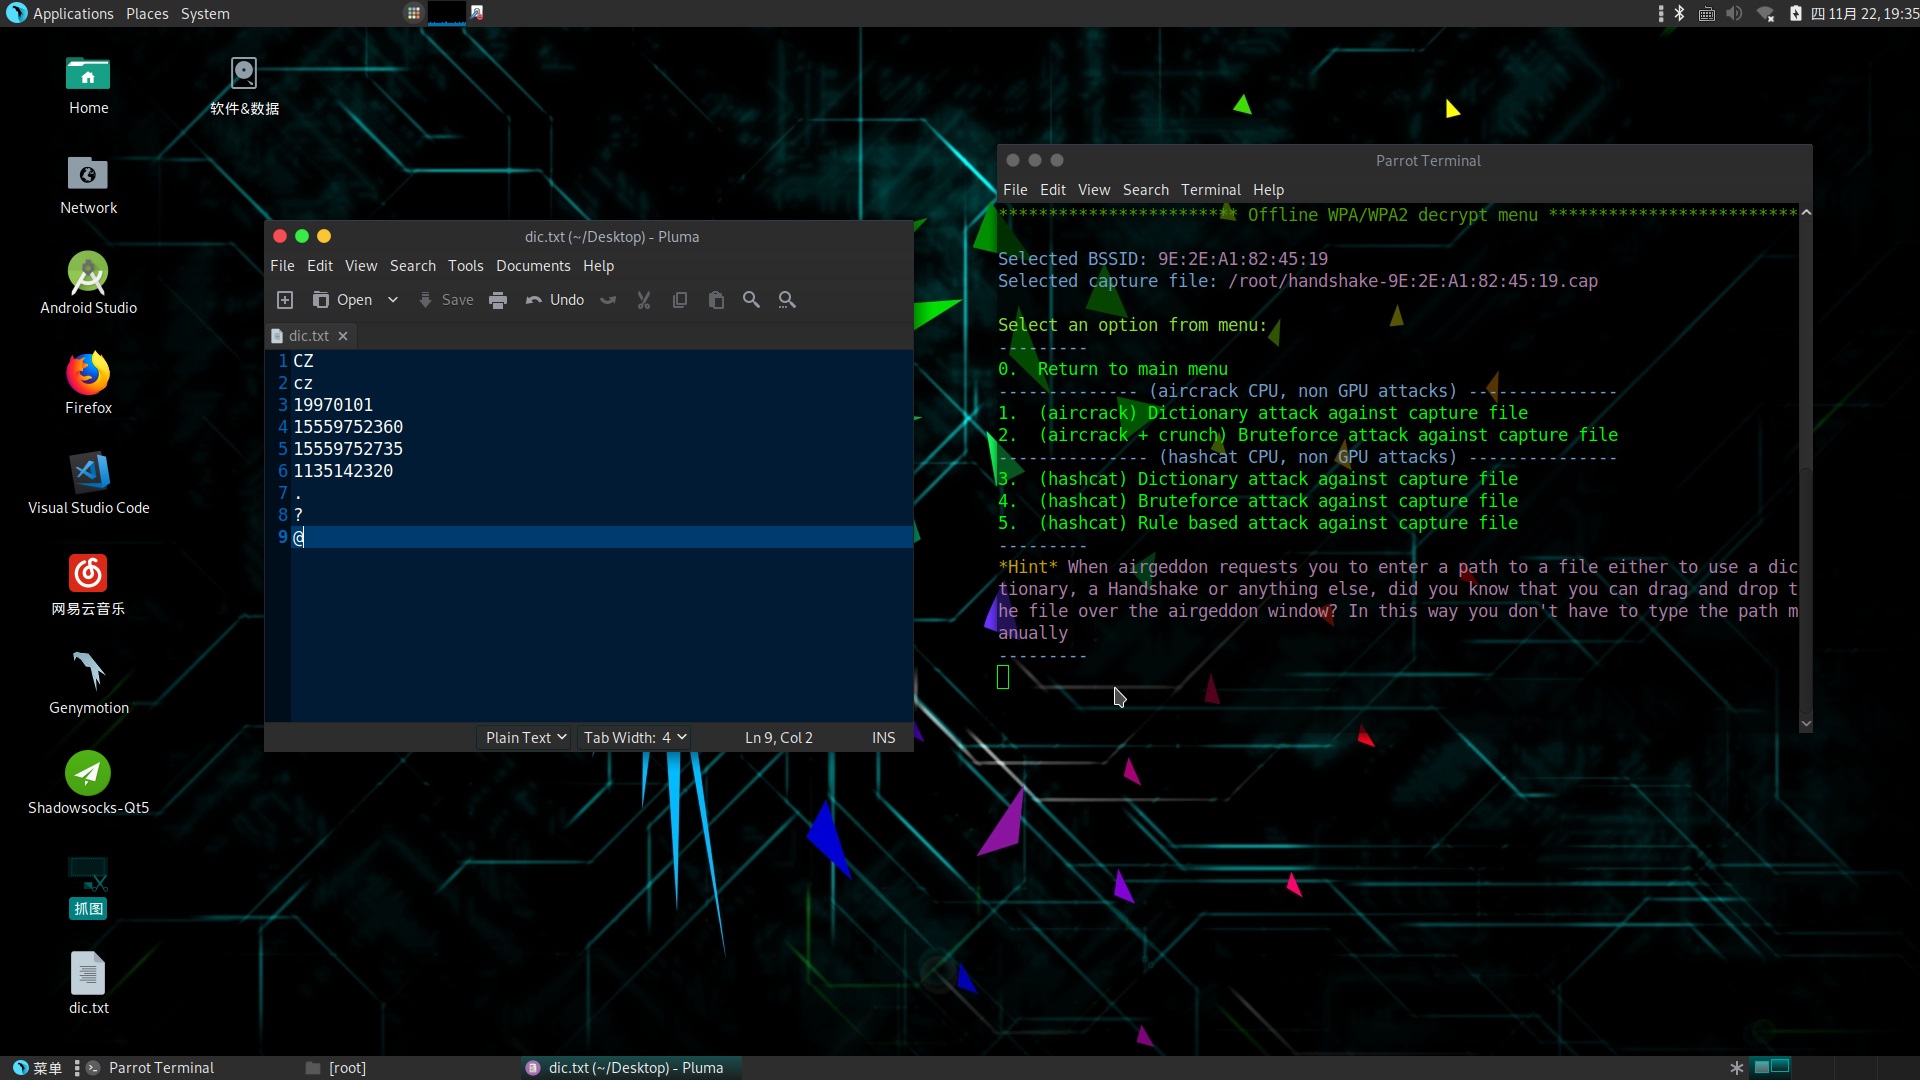 Applications Places System
四 11月 22, 19:35
Home
软件&数据
Network
Android Studio
Firefox
Visual Studio Code
网易云音乐
Genymotion
Shadowsocks-Qt5
抓图
dic.txt
dic.txt (~/Desktop) - Pluma
File Edit View Search Tools Documents Help
Open Save Undo
dic.txt
1 CZ
2 cz
3 19970101
4 15559752360
5 15559752735
6 1135142320
7 .
8 ?
9 @
Plain Text Tab Width: 4 Ln 9, Col 2 INS
Parrot Terminal
File Edit View Search Terminal Help
************************ Offline WPA/WPA2 decrypt menu *************************
Selected BSSID: 9E:2E:A1:82:45:19
Selected capture file: /root/handshake-9E:2E:A1:82:45:19.cap
Select an option from menu:
---------
0.  Return to main menu
-------------- (aircrack CPU, non GPU attacks) ---------------
1.  (aircrack) Dictionary attack against capture file
2.  (aircrack + crunch) Bruteforce attack against capture file
--------------- (hashcat CPU, non GPU attacks) ---------------
3.  (hashcat) Dictionary attack against capture file
4.  (hashcat) Bruteforce attack against capture file
5.  (hashcat) Rule based attack against capture file
---------
*Hint* When airgeddon requests you to enter a path to a file either to use a dic
tionary, a Handshake or anything else, did you know that you can drag and drop t
he file over the airgeddon window? In this way you don't have to type the path m
anually
---------
菜单 Parrot Terminal [root] dic.txt (~/Desktop) - Pluma